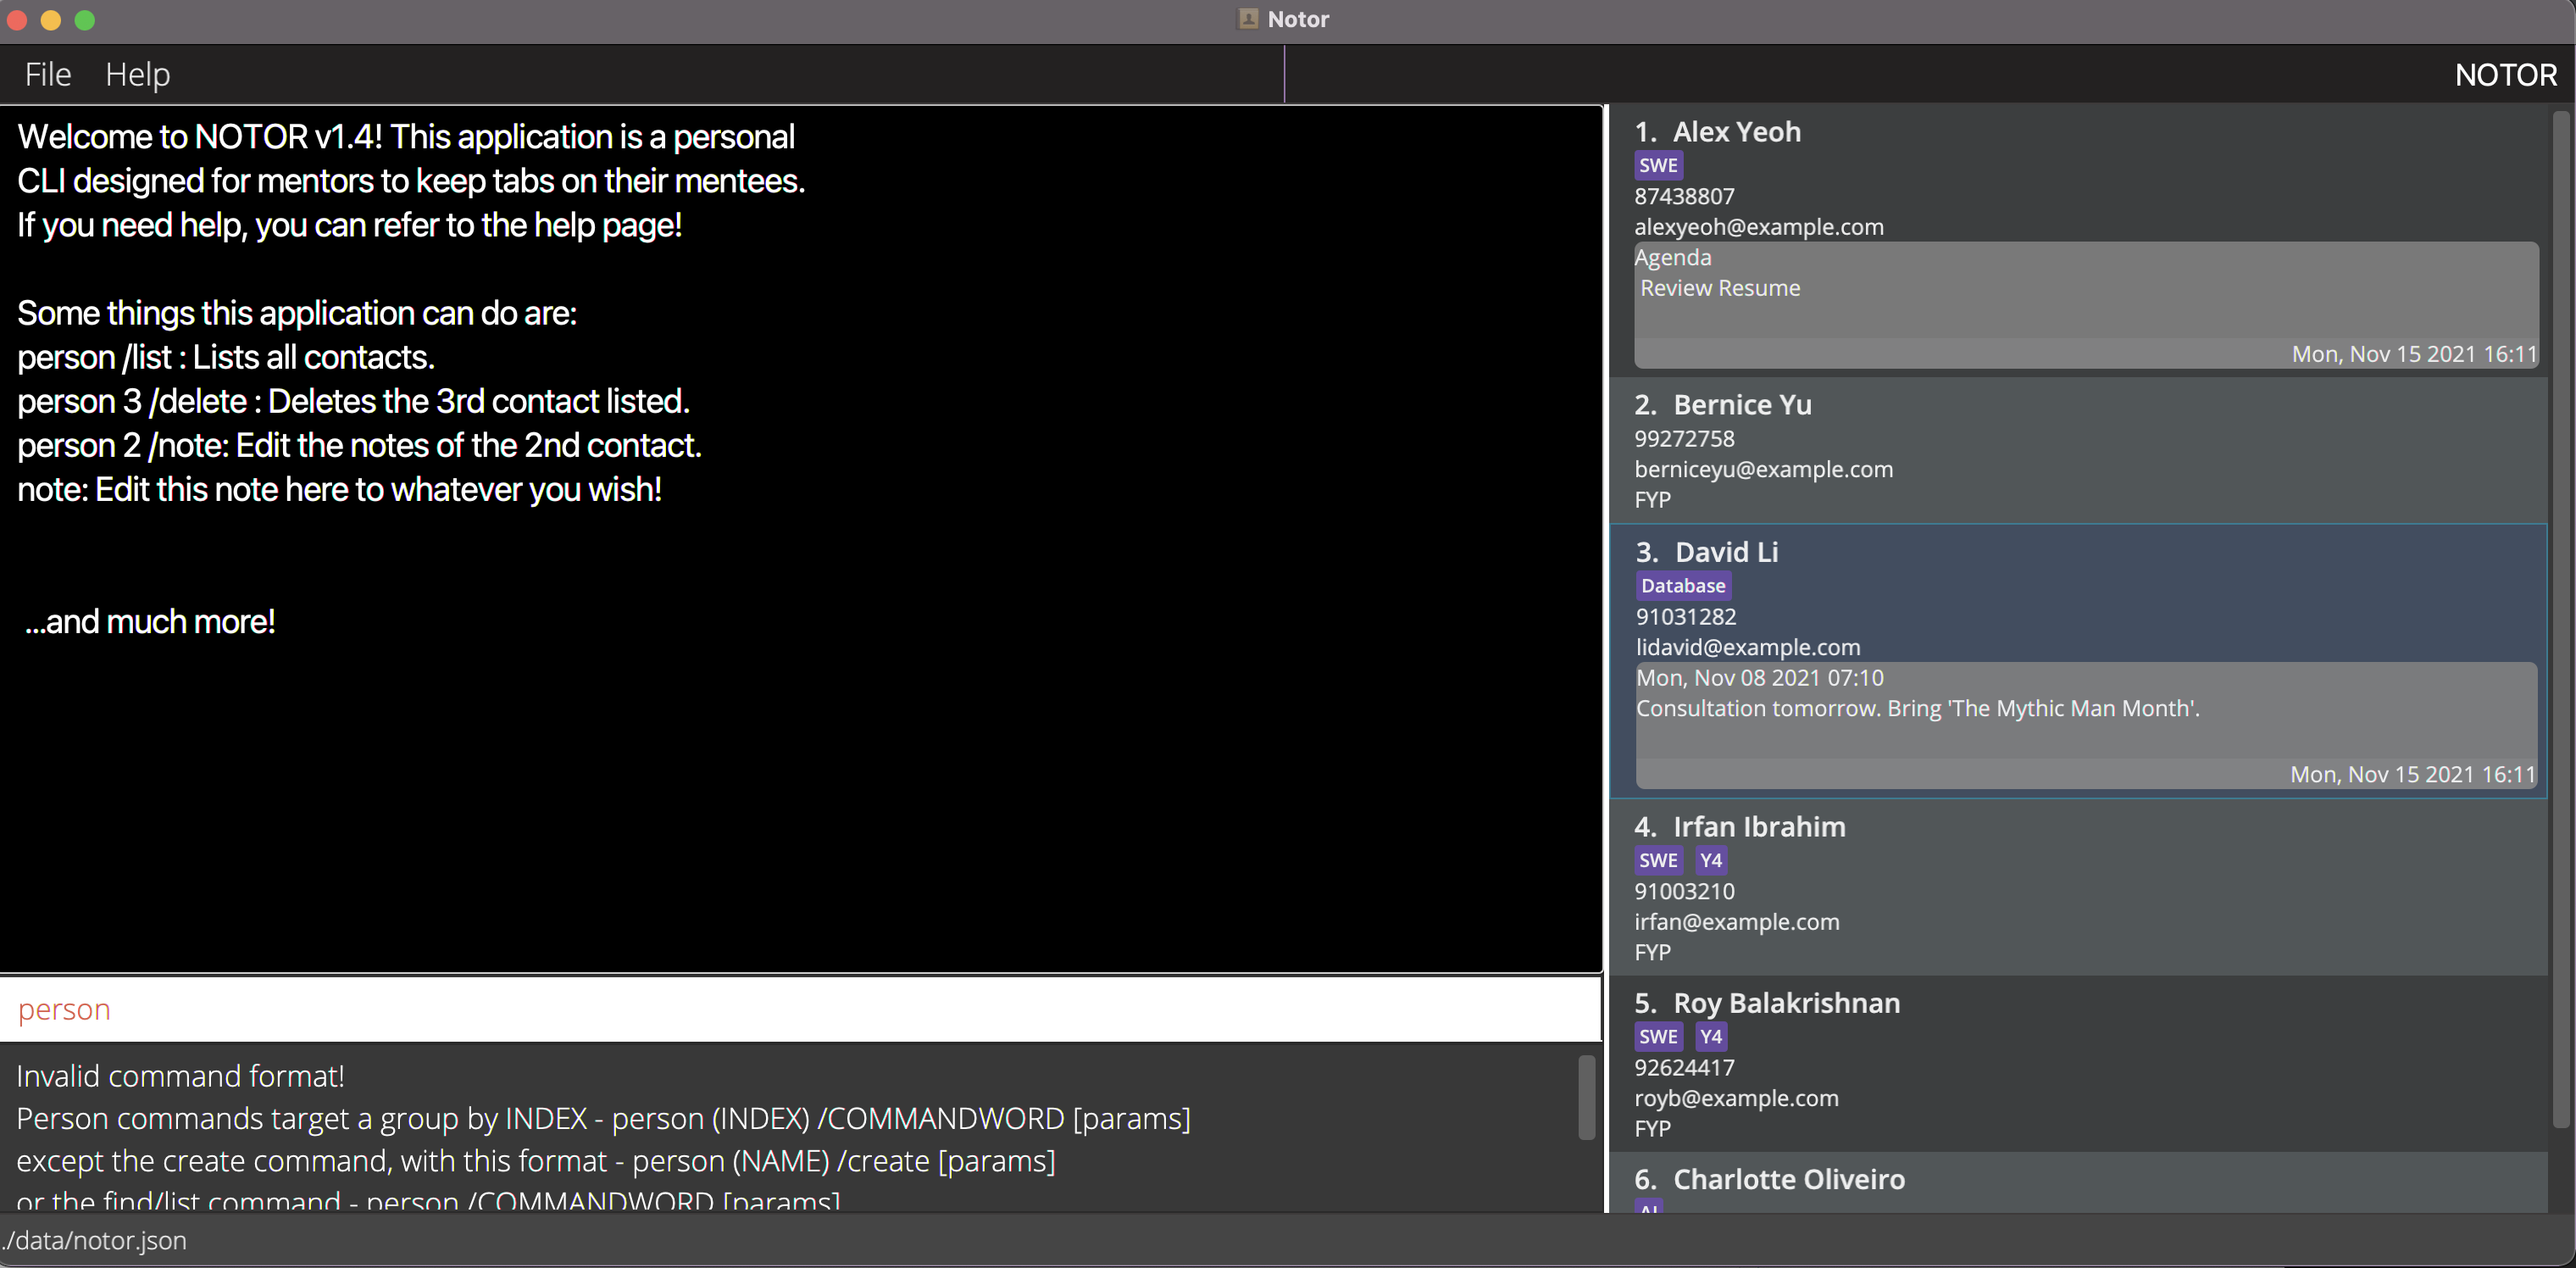 Notor
File Help
NOTOR
Welcome to NOTOR v1.4! This application is a personal
CLI designed for mentors to keep tabs on their mentees.
If you need help, you can refer to the help page!
Some things this application can do are:
person /list : Lists all contacts.
person 3 /delete : Deletes the 3rd contact listed.
person 2 /note: Edit the notes of the 2nd contact.
note: Edit this note here to whatever you wish!
...and much more!
person
Invalid command format!
Person commands target a group by INDEX - person (INDEX) /COMMANDWORD [params]
except the create command, with this format - person (NAME) /create [params]
or the find/list command - person /COMMANDWORD [params]
./data/notor.json
1. Alex Yeoh
SWE
87438807
alexyeoh@example.com
Agenda
Review Resume
Mon, Nov 15 2021 16:11
2. Bernice Yu
99272758
berniceyu@example.com
FYP
3. David Li
Database
91031282
lidavid@example.com
Mon, Nov 08 2021 07:10
Consultation tomorrow. Bring 'The Mythic Man Month'.
Mon, Nov 15 2021 16:11
4. Irfan Ibrahim
SWE Y4
91003210
irfan@example.com
FYP
5. Roy Balakrishnan
SWE Y4
92624417
royb@example.com
FYP
6. Charlotte Oliveiro
AI